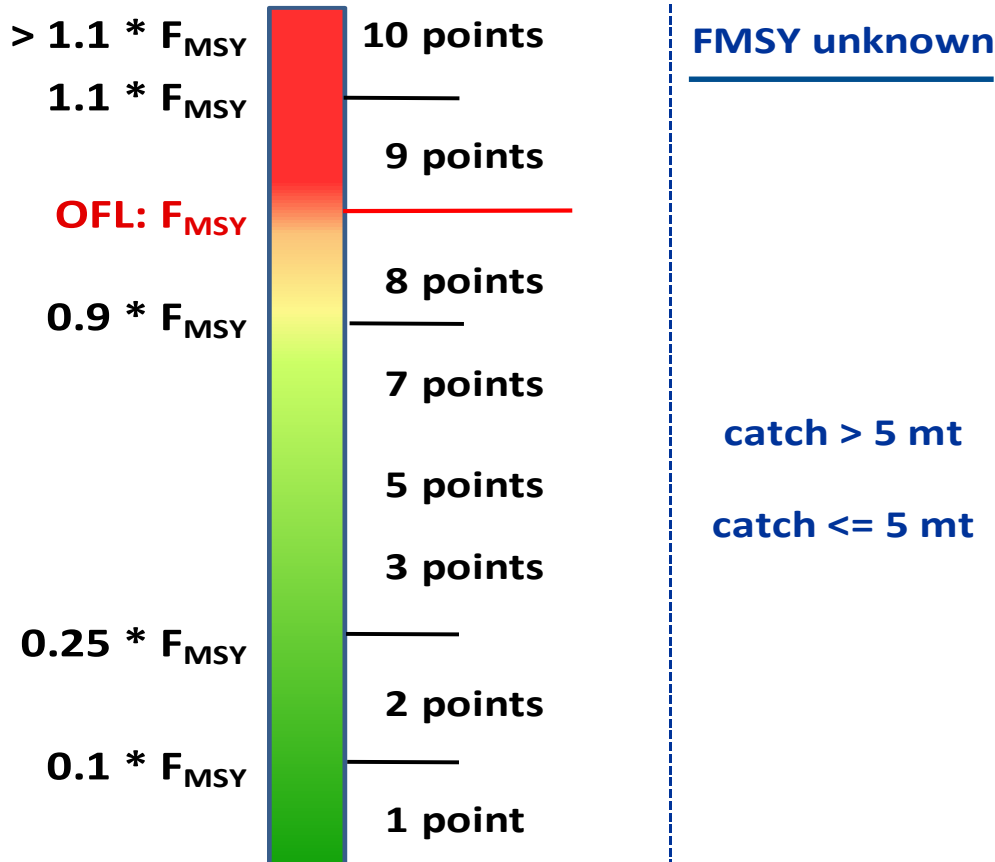 > 1.1 * FMSY
10 points
FMSY unknown
1.1 * FMSY
9 points
OFL: FMSY
8 points
0.9 * FMSY
7 points
catch > 5 mt
5 points
catch <= 5 mt
3 points
0.25 * FMSY
2 points
0.1 * FMSY
1 point